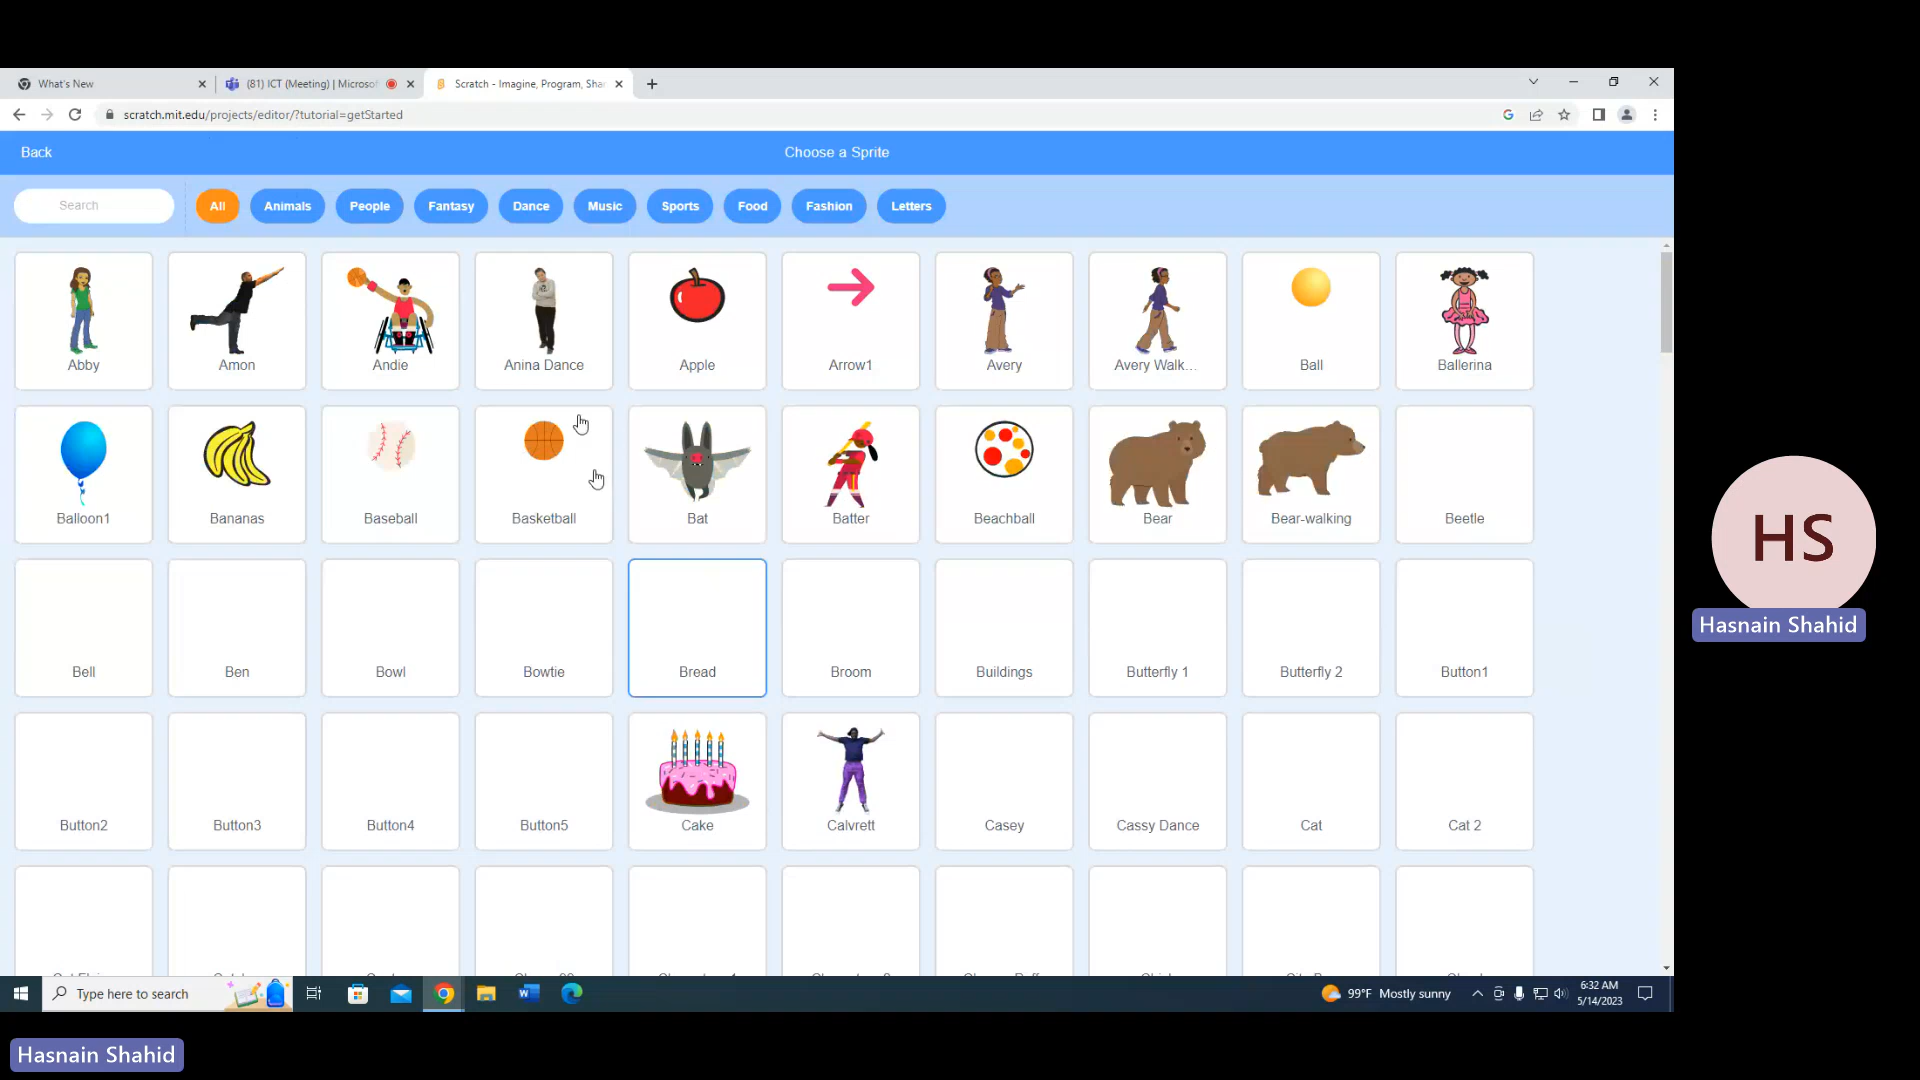 What's New
(81) ICT (Meeting) | Microsof
Scratch - Imagine, Program, Shar
scratch.mit.edu/projects/editor/?tutorial=getStarted
Back
Choose a Sprite
Search
All
Animals
People
Fantasy
Dance
Music
Sports
Food
Fashion
Letters
Abby
Amon
Andie
Anina Dance
Apple
Arrow1
Avery
Avery Walk...
Ball
Ballerina
Balloon1
Bananas
Baseball
Basketball
Bat
Batter
Beachball
Bear
Bear-walking
Beetle
Bell
Ben
Bowl
Bowtie
Bread
Broom
Buildings
Butterfly 1
Butterfly 2
Button1
Button2
Button3
Button4
Button5
Cake
Calvrett
Casey
Cassy Dance
Cat
Cat 2
HS
Hasnain Shahid
Type here to search
99°F Mostly sunny
6:32 AM
5/14/2023
Hasnain Shahid